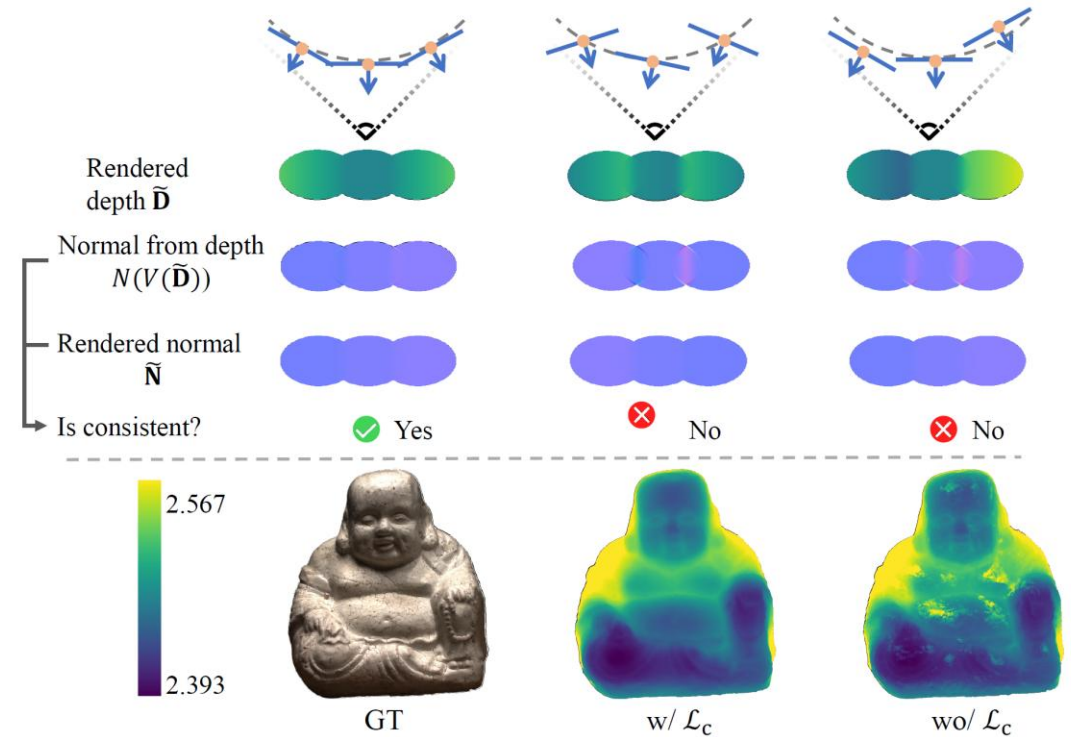 Rendered
depth D̃
Normal from depth
N(V(D̃))
Rendered normal
Ñ
Is consistent?
Yes
No
No
2.567
2.393
GT
w/ ℒc
wo/ ℒc